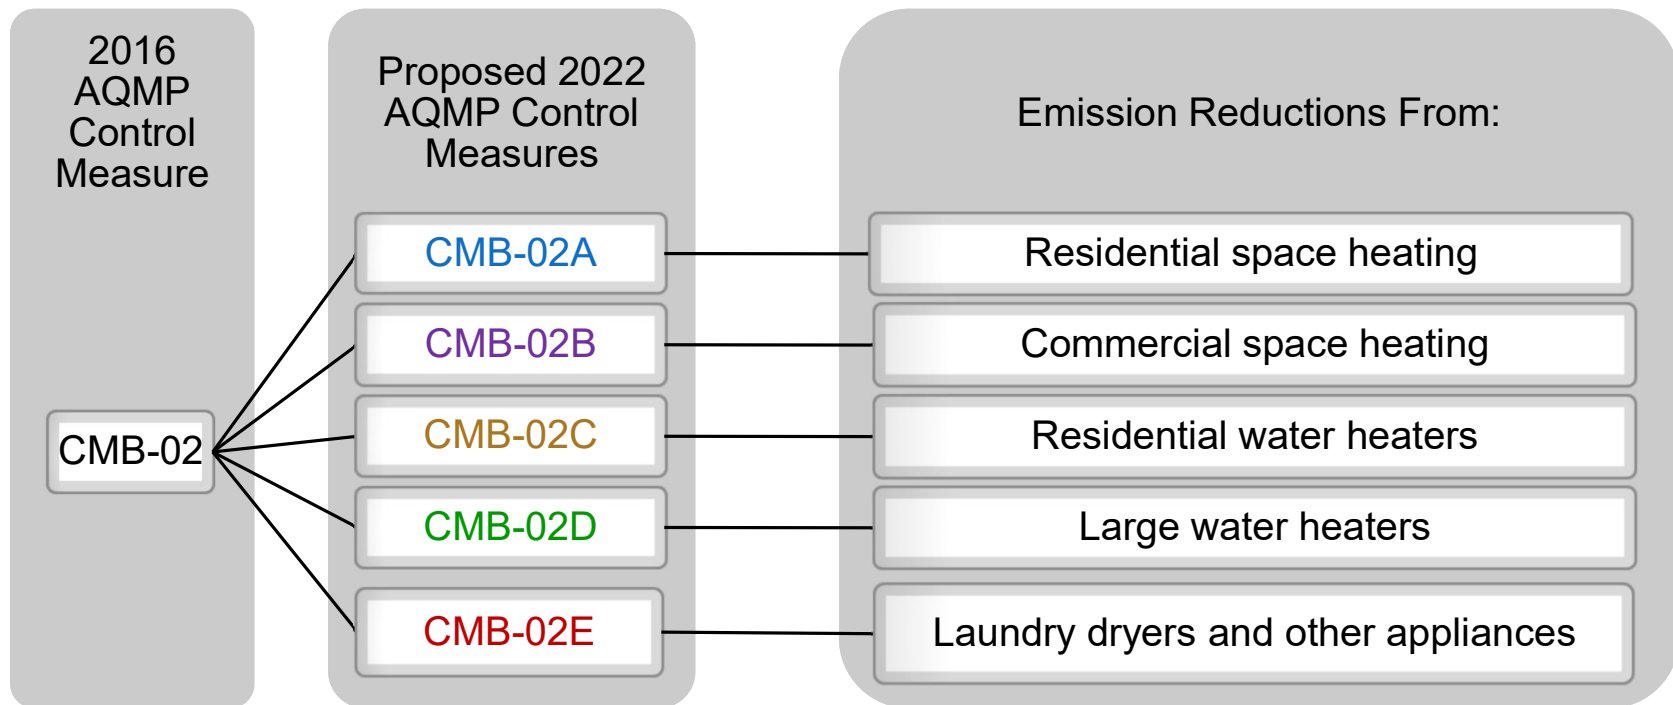 2016
AQMP
Control
Measure
Proposed 2022
AQMP Control
Measures
Emission Reductions From:
CMB-02
CMB-02A
Residential space heating
CMB-02B
Commercial space heating
CMB-02C
Residential water heaters
CMB-02D
Large water heaters
CMB-02E
Laundry dryers and other appliances